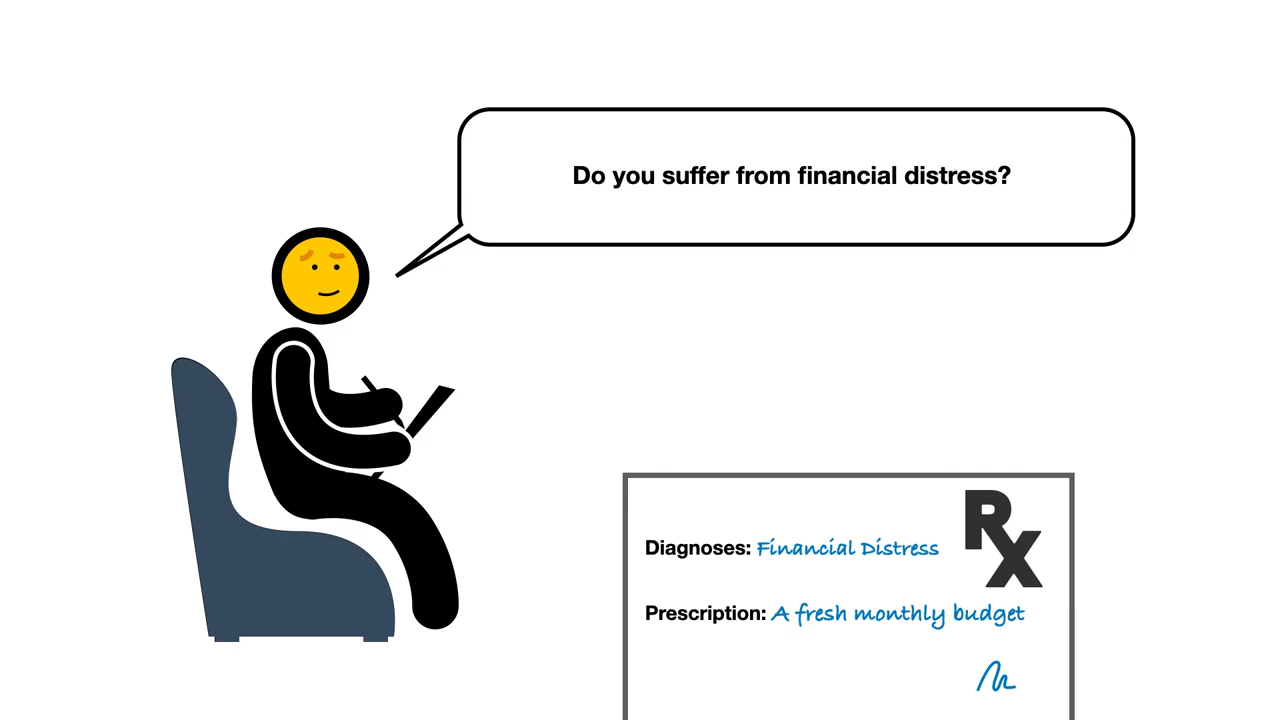 Do you suffer from financial distress?
Rx
Diagnoses: Financial Distress
Prescription: A fresh monthly budget